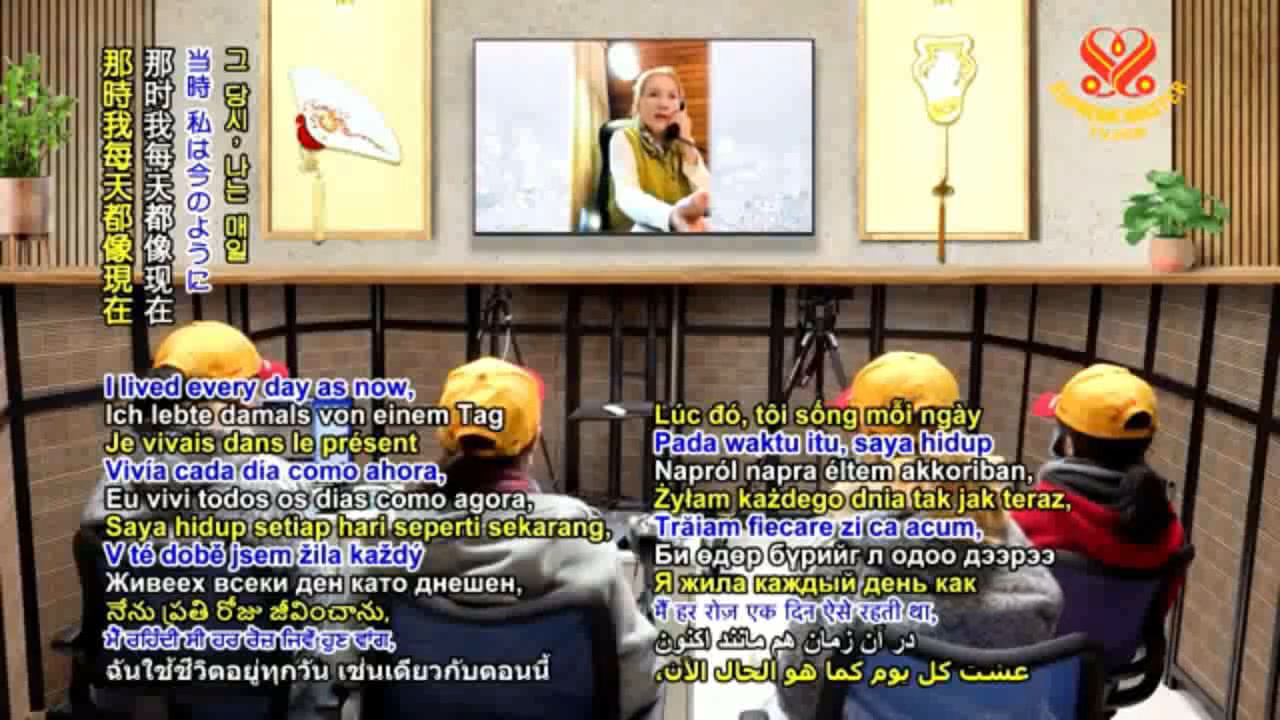 那時我每天都像現在
那时我每天都像现在
当時 私は今のように
그 당시, 나는 매일
I lived every day as now,
Ich lebte damals von einem Tag
Je vivais dans le présent
Vivía cada día como ahora,
Eu vivi todos os dias como agora,
Saya hidup setiap hari seperti sekarang,
V té době jsem žila každý
Живеех всеки ден като днешен,
నేను ప్రతి రోజు జీవించాను,
ਮੈਂ ਰਹਿੰਦੀ ਸੀ ਹਰ ਰੋਜ਼ ਜਿਵੇਂ ਹੁਣ ਵਾਂਗ,
ฉันใช้ชีวิตอยู่ทุกวัน เช่นเดียวกับตอนนี้
Lúc đó, tôi sống mỗi ngày
Pada waktu itu, saya hidup
Napról napra éltem akkoriban,
Żyłam każdego dnia tak jak teraz,
Trăiam fiecare zi ca acum,
Би өдөр бүрийг л одоо дээрээ
Я жила каждый день как
मैं हर रोज़ एक दिन ऐसे रहती था,
در آن زمان هم مانند اکنون
عشت كل يوم كما هو الحال الآن،
SUPREME MASTER
TV.COM